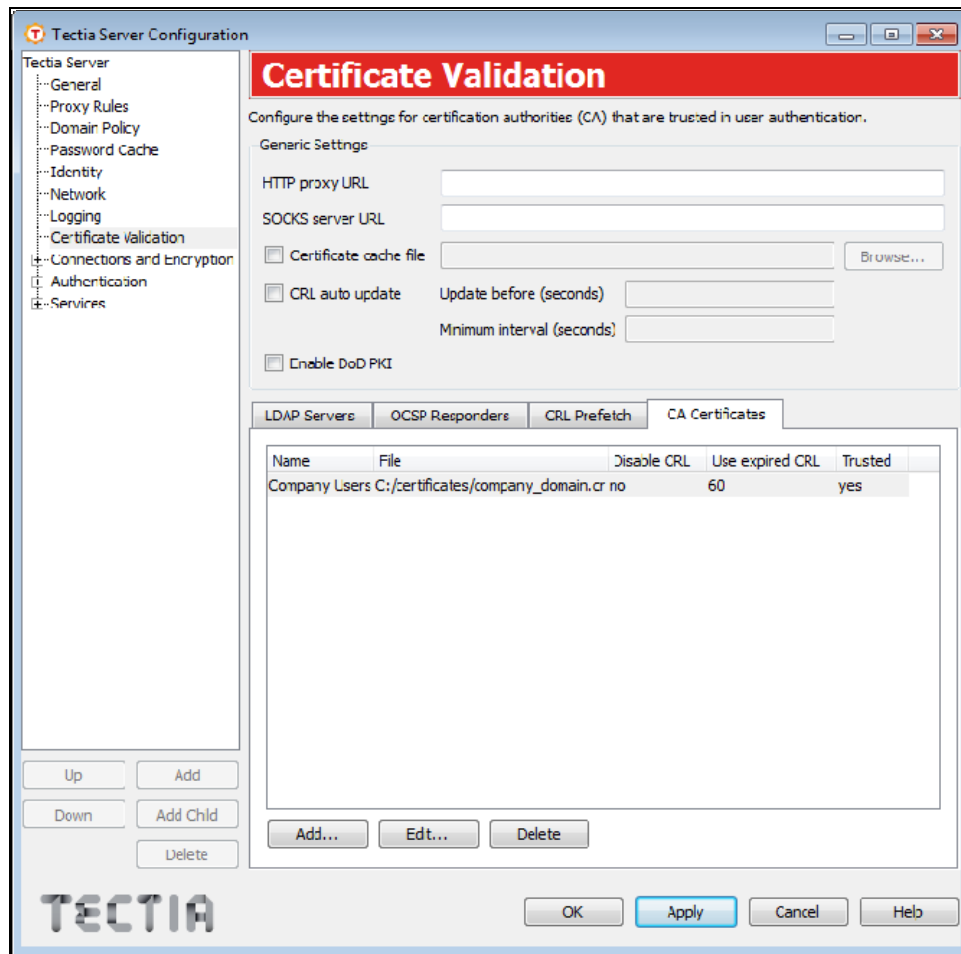 Tectia Server Configuration
Tectia Server
General
Proxy Rules
Domain Policy
Password Cache
Identity
Network
Logging
Certificate Validation
Connections and Encryption
Authentication
Services
Up
Add
Down
Add Child
Delete
TECTIA
Certificate Validation
Configure the settings for certification authorities (CA) that are trusted in user authentication.
Generic Settings
HTTP proxy URL
SOCKS server URL
Certificate cache file
Browse...
CRL auto update Update before (seconds)
Minimum interval (seconds)
Enable DoD PKI
LDAP Servers OCSP Responders CRL Prefetch CA Certificates
Name File Disable CRL Use expired CRL Trusted
Company Users C:/certificates/company_domain.cr no 60 yes
Add... Edit... Delete
OK Apply Cancel Help